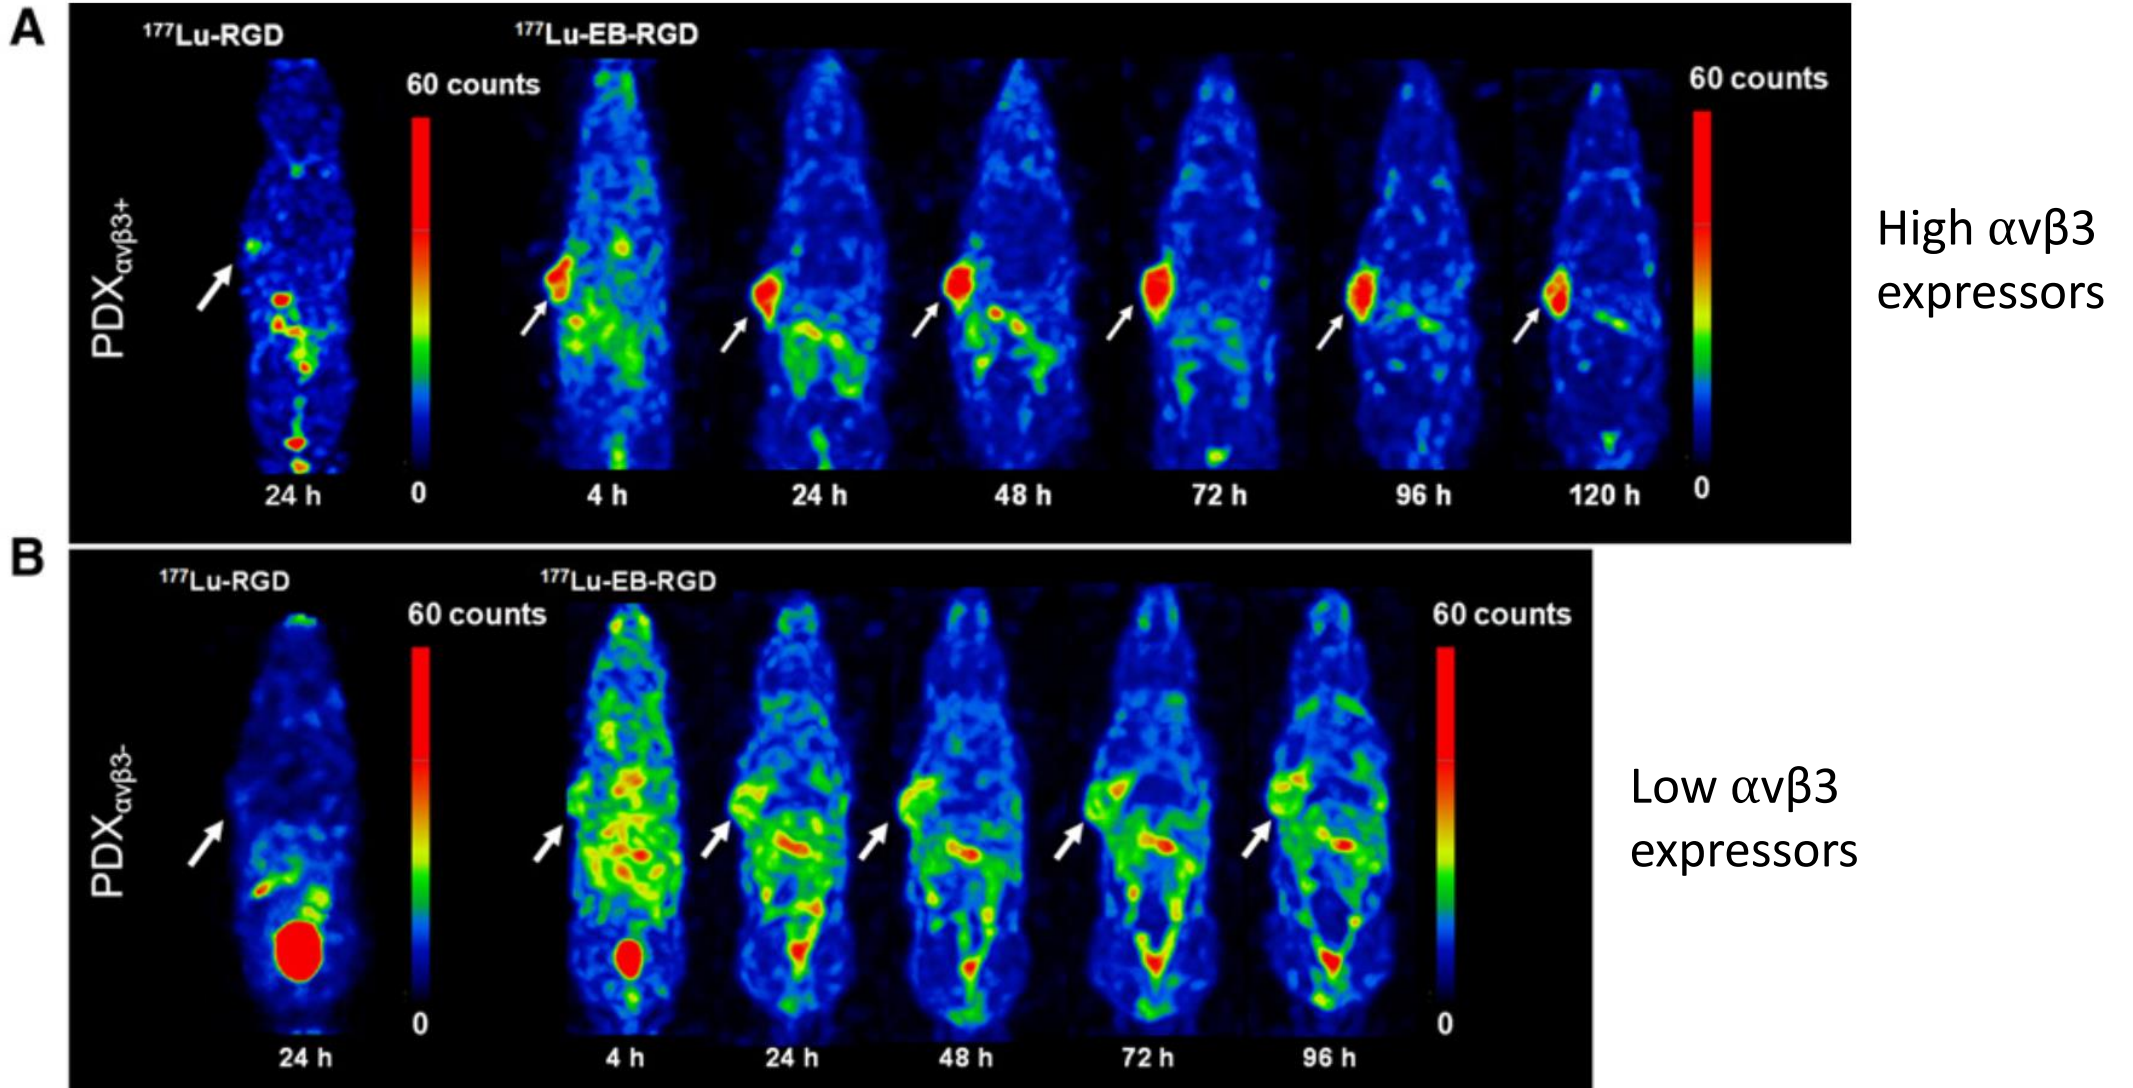 A
¹⁷⁷Lu-RGD
¹⁷⁷Lu-EB-RGD
60 counts
60 counts
PDXαvβ3+
High αvβ3
expressors
24 h
0
4 h
24 h
48 h
72 h
96 h
120 h
0
B
¹⁷⁷Lu-RGD
¹⁷⁷Lu-EB-RGD
60 counts
60 counts
PDXαvβ3-
Low αvβ3
expressors
0
0
24 h
4 h
24 h
48 h
72 h
96 h